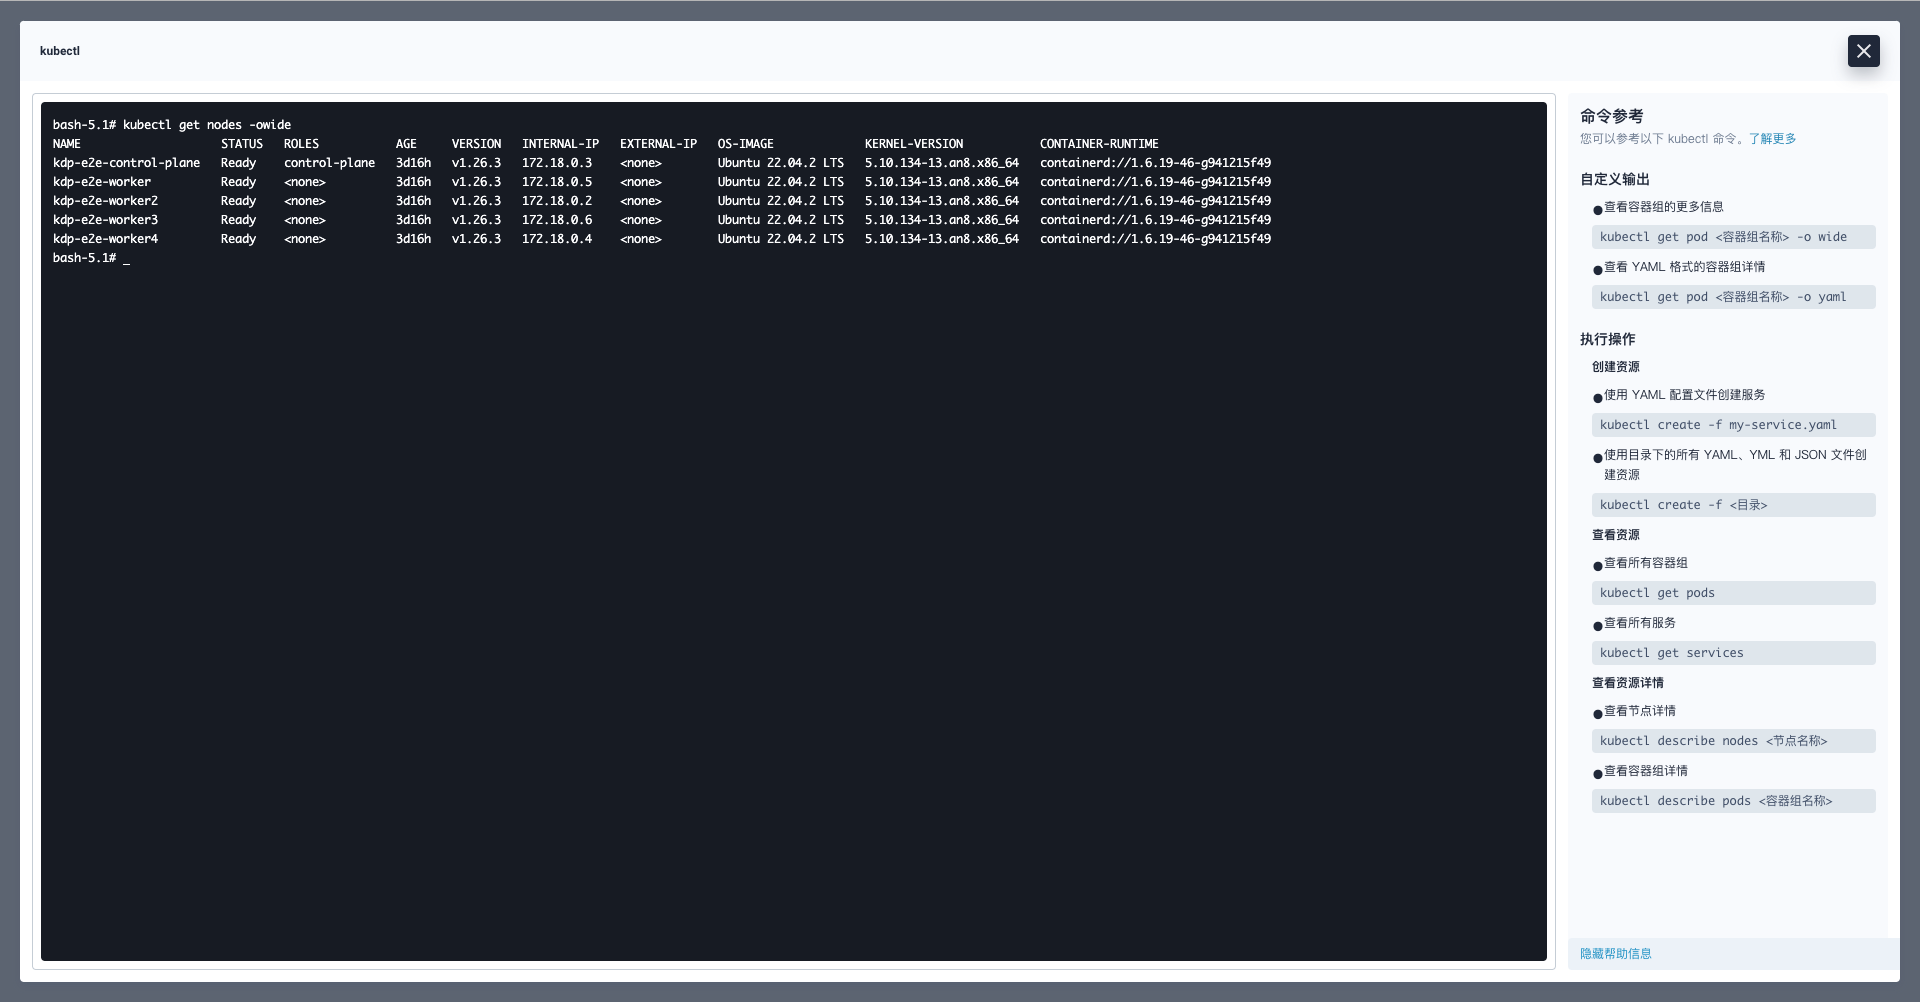 kubectl
bash-5.1# kubectl get nodes -owide
NAME STATUS ROLES AGE VERSION INTERNAL-IP EXTERNAL-IP OS-IMAGE KERNEL-VERSION CONTAINER-RUNTIME
kdp-e2e-control-plane Ready control-plane 3d16h v1.26.3 172.18.0.3 <none> Ubuntu 22.04.2 LTS 5.10.134-13.an8.x86_64 containerd://1.6.19-46-g941215f49
kdp-e2e-worker Ready <none> 3d16h v1.26.3 172.18.0.5 <none> Ubuntu 22.04.2 LTS 5.10.134-13.an8.x86_64 containerd://1.6.19-46-g941215f49
kdp-e2e-worker2 Ready <none> 3d16h v1.26.3 172.18.0.2 <none> Ubuntu 22.04.2 LTS 5.10.134-13.an8.x86_64 containerd://1.6.19-46-g941215f49
kdp-e2e-worker3 Ready <none> 3d16h v1.26.3 172.18.0.6 <none> Ubuntu 22.04.2 LTS 5.10.134-13.an8.x86_64 containerd://1.6.19-46-g941215f49
kdp-e2e-worker4 Ready <none> 3d16h v1.26.3 172.18.0.4 <none> Ubuntu 22.04.2 LTS 5.10.134-13.an8.x86_64 containerd://1.6.19-46-g941215f49
bash-5.1# _
命令参考
您可以参考以下 kubectl 命令。了解更多
自定义输出
●查看容器组的更多信息
kubectl get pod <容器组名称> -o wide
●查看 YAML 格式的容器组详情
kubectl get pod <容器组名称> -o yaml
执行操作
创建资源
●使用 YAML 配置文件创建服务
kubectl create -f my-service.yaml
●使用目录下的所有 YAML、YML 和 JSON 文件创
建资源
kubectl create -f <目录>
查看资源
●查看所有容器组
kubectl get pods
●查看所有服务
kubectl get services
查看资源详情
●查看节点详情
kubectl describe nodes <节点名称>
●查看容器组详情
kubectl describe pods <容器组名称>
隐藏帮助信息